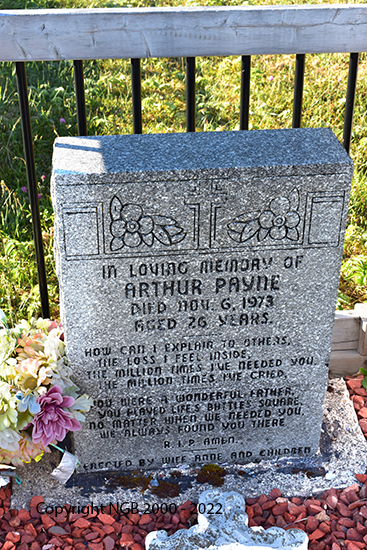 IN LOVING MEMORY OF
ARTHUR PAYNE
DIED NOV. 6, 1973
AGED 26 YEARS.
HOW CAN I EXPLAIN TO OTHERS,
THE LOSS I FEEL INSIDE,
THE MILLION TIMES I'VE NEEDED YOU,
THE MILLION TIMES I'VE CRIED.
YOU WERE A WONDERFUL FATHER,
YOU PLAYED LIFE'S BATTLES SQUARE,
NO MATTER WHEN WE NEEDED YOU,
WE ALWAYS FOUND YOU THERE
R.I.P AMEN.
ERECTED BY WIFE ANNE AND CHILDREN
Copyright NGB 2000 - 2022